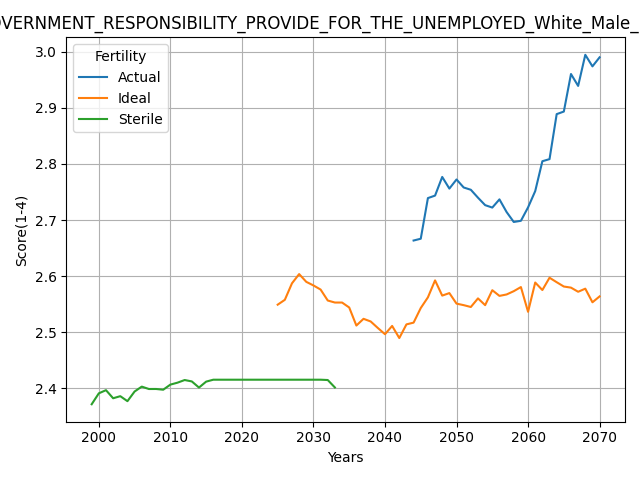 OVERNMENT_RESPONSIBILITY_PROVIDE_FOR_THE_UNEMPLOYED_White_Male_
3.0
2.9
2.8
2.7
2.6
2.5
2.4
Score(1-4)
Fertility
Actual
Ideal
Sterile
2000 2010 2020 2030 2040 2050 2060 2070
Years